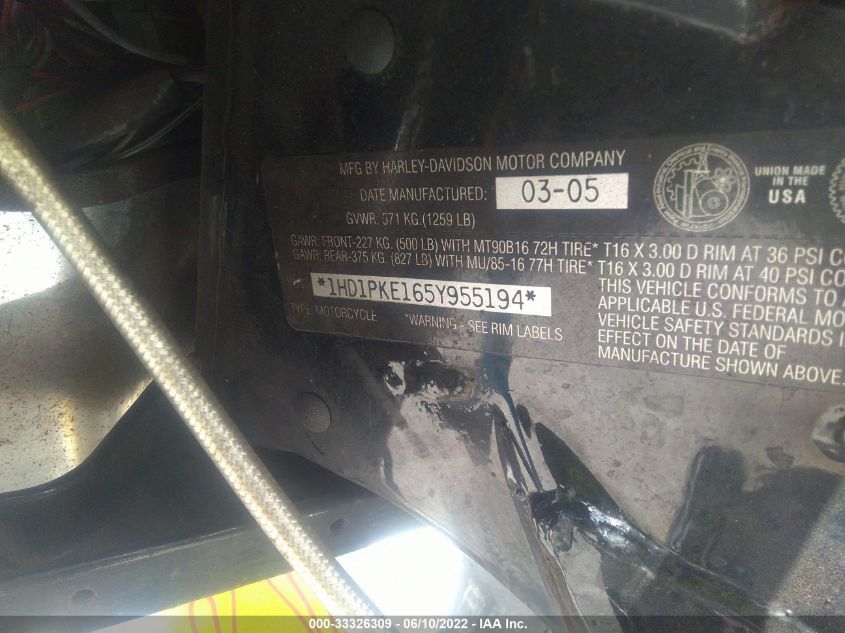 MFG BY HARLEY-DAVIDSON MOTOR COMPANY
DATE MANUFACTURED: 03-05
GVWR: 571 KG.(1259 LB)
GAWR: FRONT-227 KG. (500 LB) WITH MT90B16 72H TIRE* T16 X 3.00 D RIM AT 36 PSI
GAWR: REAR-375 KG. (827 LB) WITH MU/85-16 77H TIRE* T16 X 3.00 D RIM AT 40 PSI
*1HD1PKE165Y955194*
TYPE: MOTORCYCLE *WARNING - SEE RIM LABELS
THIS VEHICLE CONFORMS TO
APPLICABLE U.S. FEDERAL
VEHICLE SAFETY STANDARDS
EFFECT ON THE DATE OF
MANUFACTURE SHOWN ABOVE.
UNION MADE
IN THE
USA
000-33326309 - 06/10/2022 - IAA Inc.